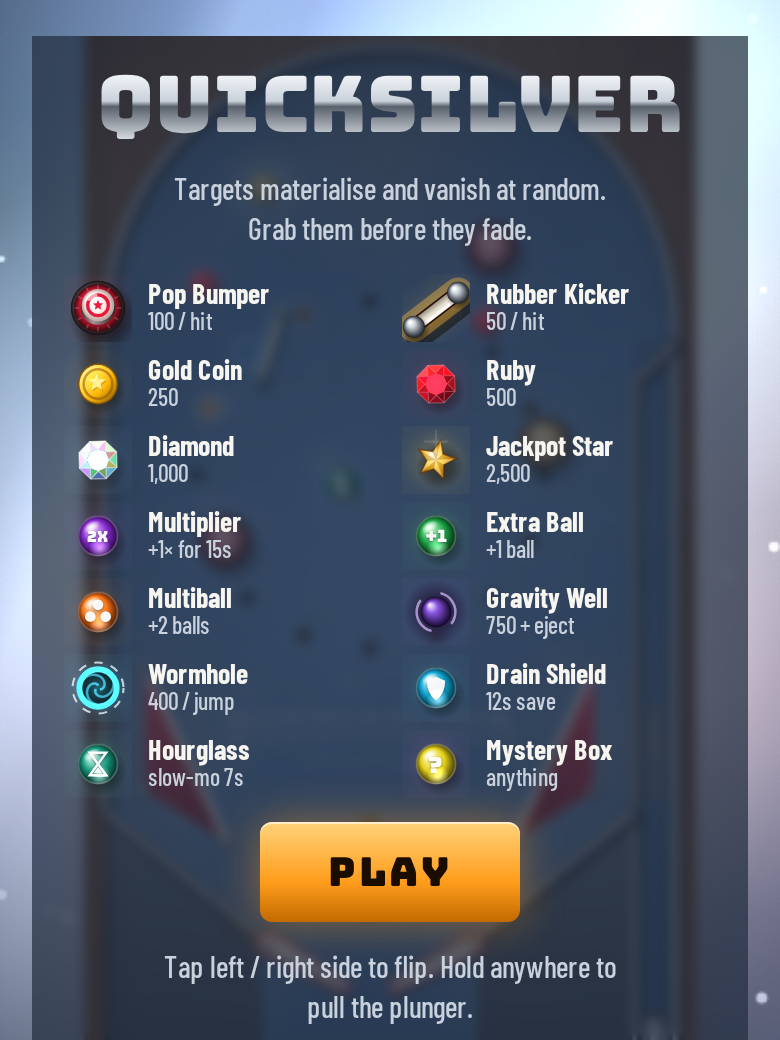 QUICKSILVER
Targets materialise and vanish at random.
Grab them before they fade.
Pop Bumper
100 / hit
Rubber Kicker
50 / hit
Gold Coin
250
Ruby
500
Diamond
1,000
Jackpot Star
2,500
2X
Multiplier
+1× for 15s
+1
Extra Ball
+1 ball
Multiball
+2 balls
Gravity Well
750 + eject
Wormhole
400 / jump
Drain Shield
12s save
Hourglass
slow-mo 7s
?
Mystery Box
anything
PLAY
Tap left / right side to flip. Hold anywhere to
pull the plunger.